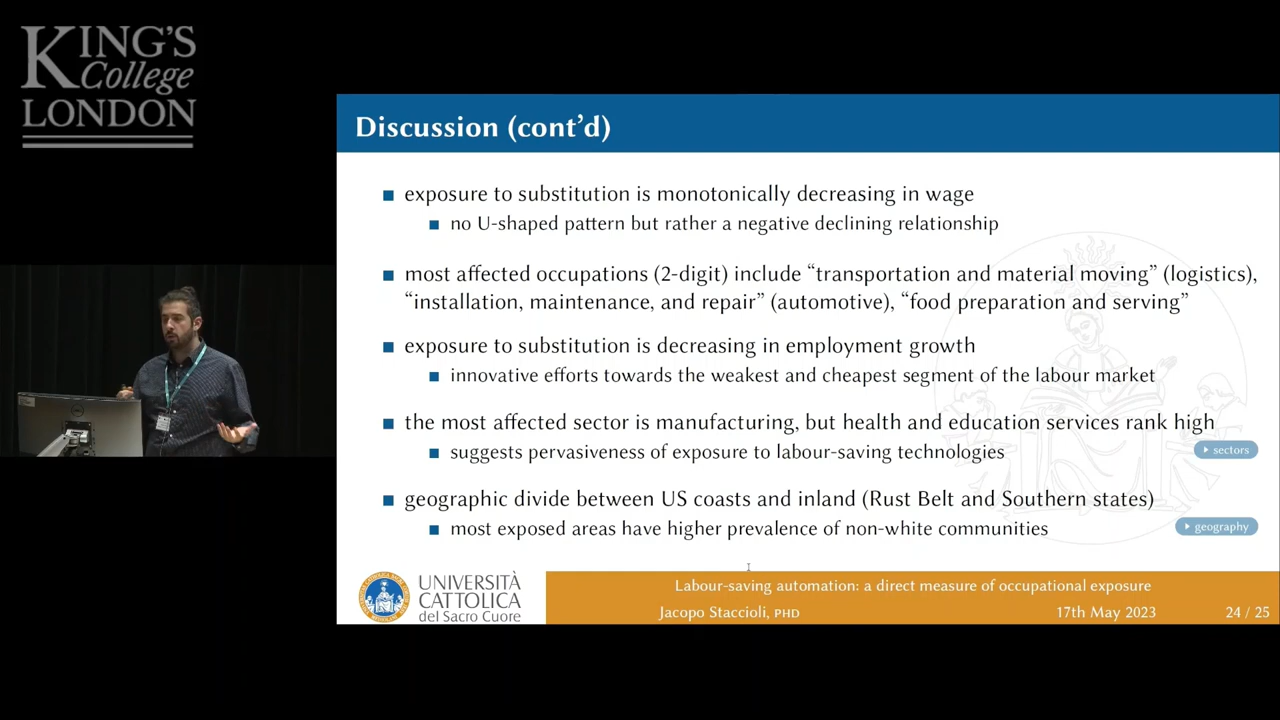 KING'S
College
LONDON
Discussion (cont'd)
exposure to substitution is monotonically decreasing in wage
no U-shaped pattern but rather a negative declining relationship
most affected occupations (2-digit) include “transportation and material moving” (logistics),
“installation, maintenance, and repair” (automotive), “food preparation and serving”
exposure to substitution is decreasing in employment growth
innovative efforts towards the weakest and cheapest segment of the labour market
the most affected sector is manufacturing, but health and education services rank high
suggests pervasiveness of exposure to labour-saving technologies
sectors
geographic divide between US coasts and inland (Rust Belt and Southern states)
most exposed areas have higher prevalence of non-white communities
geography
UNIVERSITÀ
CATTOLICA
del Sacro Cuore
Labour-saving automation: a direct measure of occupational exposure
Jacopo Staccioli, PHD 17th May 2023 24 / 25